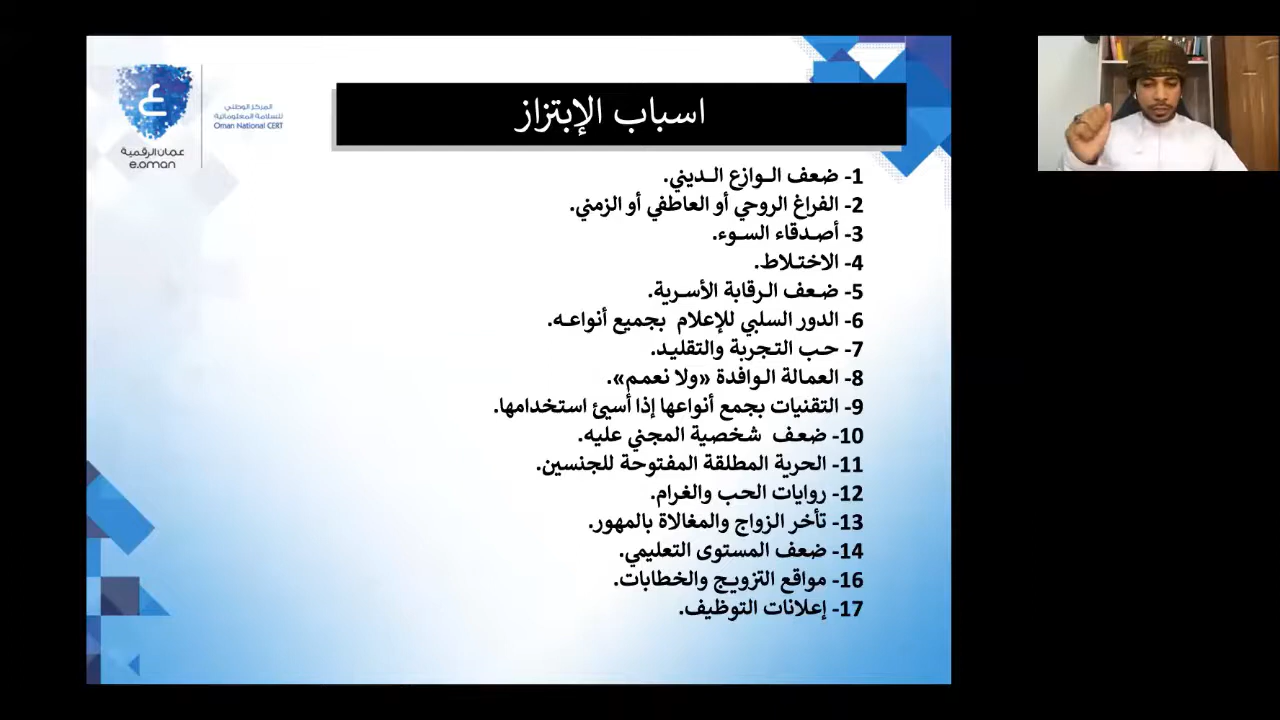 المركز الوطني
للسلامة المعلوماتية
Oman National CERT
عمان الرقمية
e.oman
اسباب الإبتزاز
1- ضعف الوازع الديني.
2- الفراغ الروحي أو العاطفي أو الزمني.
3- أصدقاء السوء.
4- الاختلاط.
5- ضعف الرقابة الأسرية.
6- الدور السلبي للإعلام بجميع أنواعه.
7- حب التجربة والتقليد.
8- العمالة الوافدة «ولا نعمم».
9- التقنيات بجمع أنواعها إذا أسيئ استخدامها.
10- ضعف شخصية المجني عليه.
11- الحرية المطلقة المفتوحة للجنسين.
12- روايات الحب والغرام.
13- تأخر الزواج والمغالاة بالمهور.
14- ضعف المستوى التعليمي.
16- مواقع التزويج والخطابات.
17- إعلانات التوظيف.